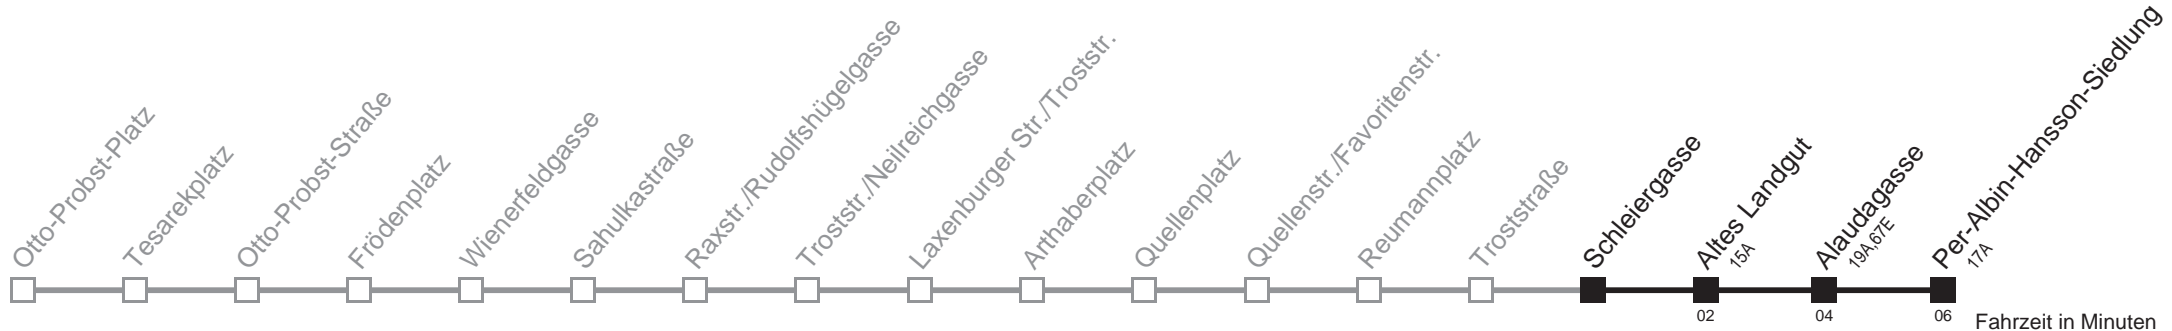 Otto-Probst-Platz
Tesarekplatz
Otto-Probst-Straße
Frödenplatz
Wienerfeldgasse
Sahulkastraße
Raxstr./Rudolfshügelgasse
Troststr./Neilreichgasse
Laxenburger Str./Troststr.
Arthaberplatz
Quellenplatz
Quellenstr./Favoritenstr.
Reumannplatz
Troststraße
Schleiergasse
Altes Landgut
15A
Alaudagasse
19A,67E
Per-Albin-Hansson-Siedlung
17A
02
04
06
Fahrzeit in Minuten